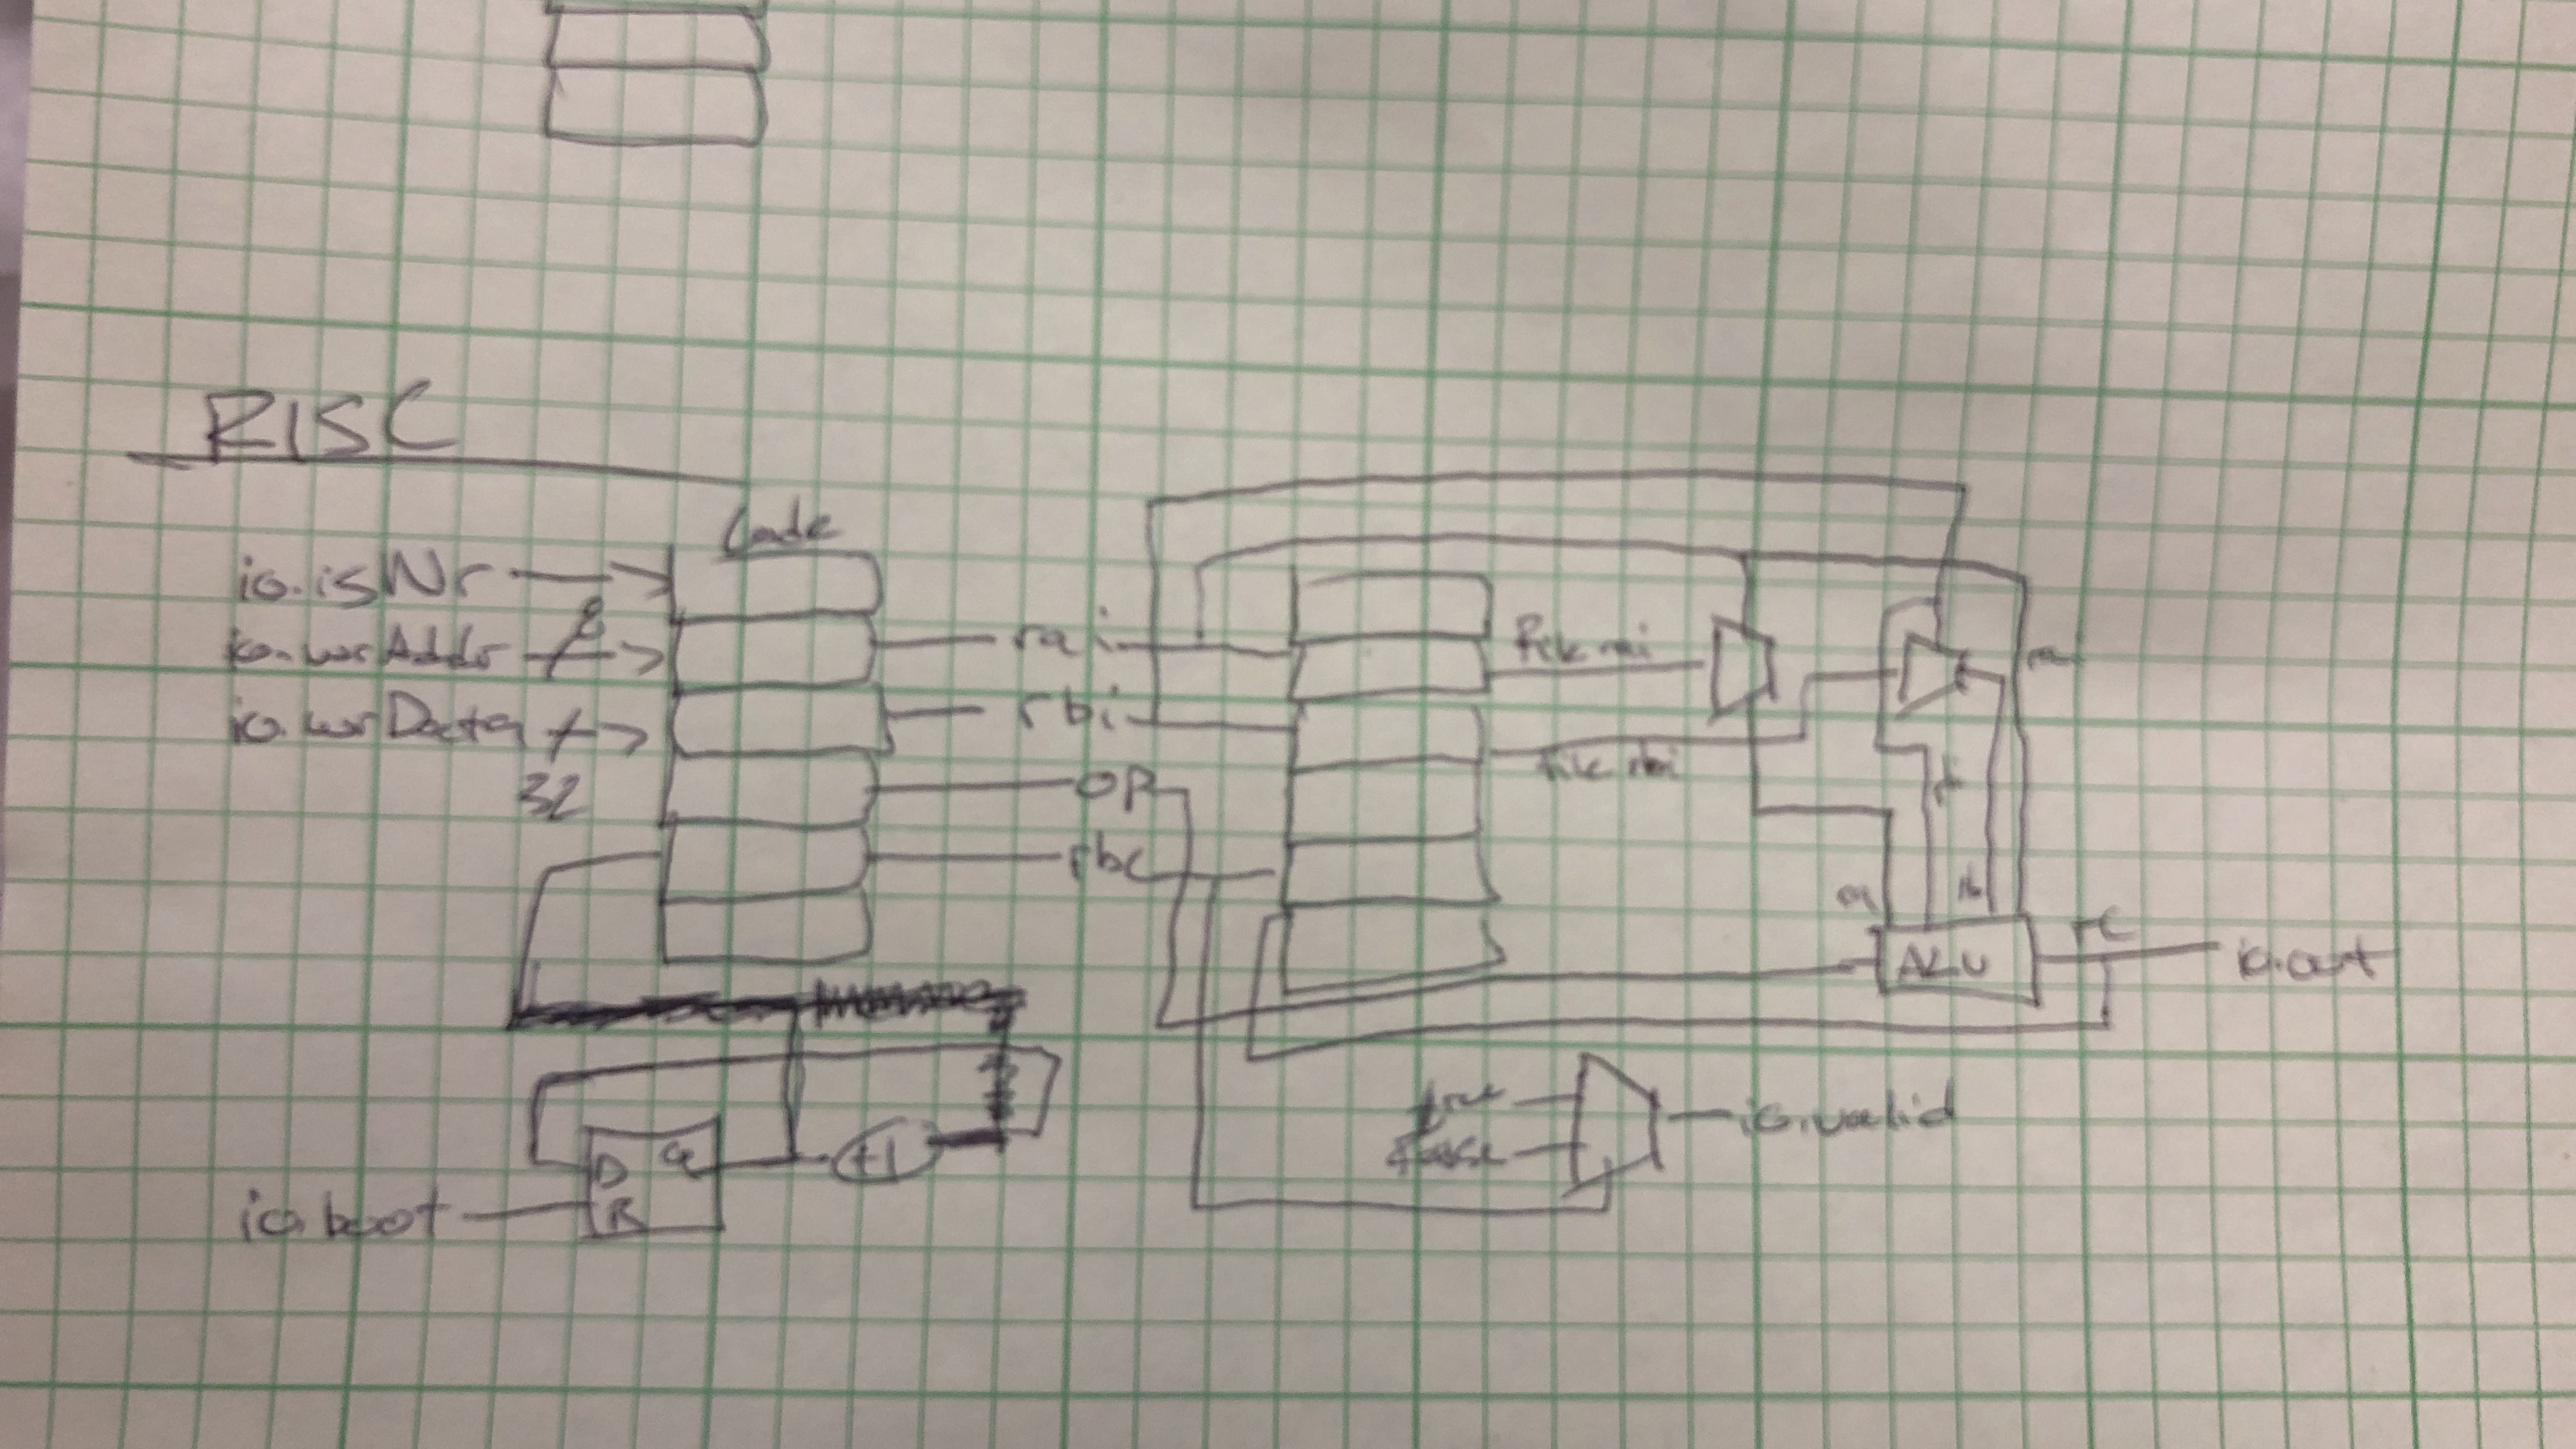 RISC
Code
io.isWr
io.wrAddr 8
io.wrData
32
rai
rbi
op
rbc
file rai
file rbi
ra
ra
rb
ALU
rc
io.out
true
false
io.valid
D Q
R
+1
io.boot